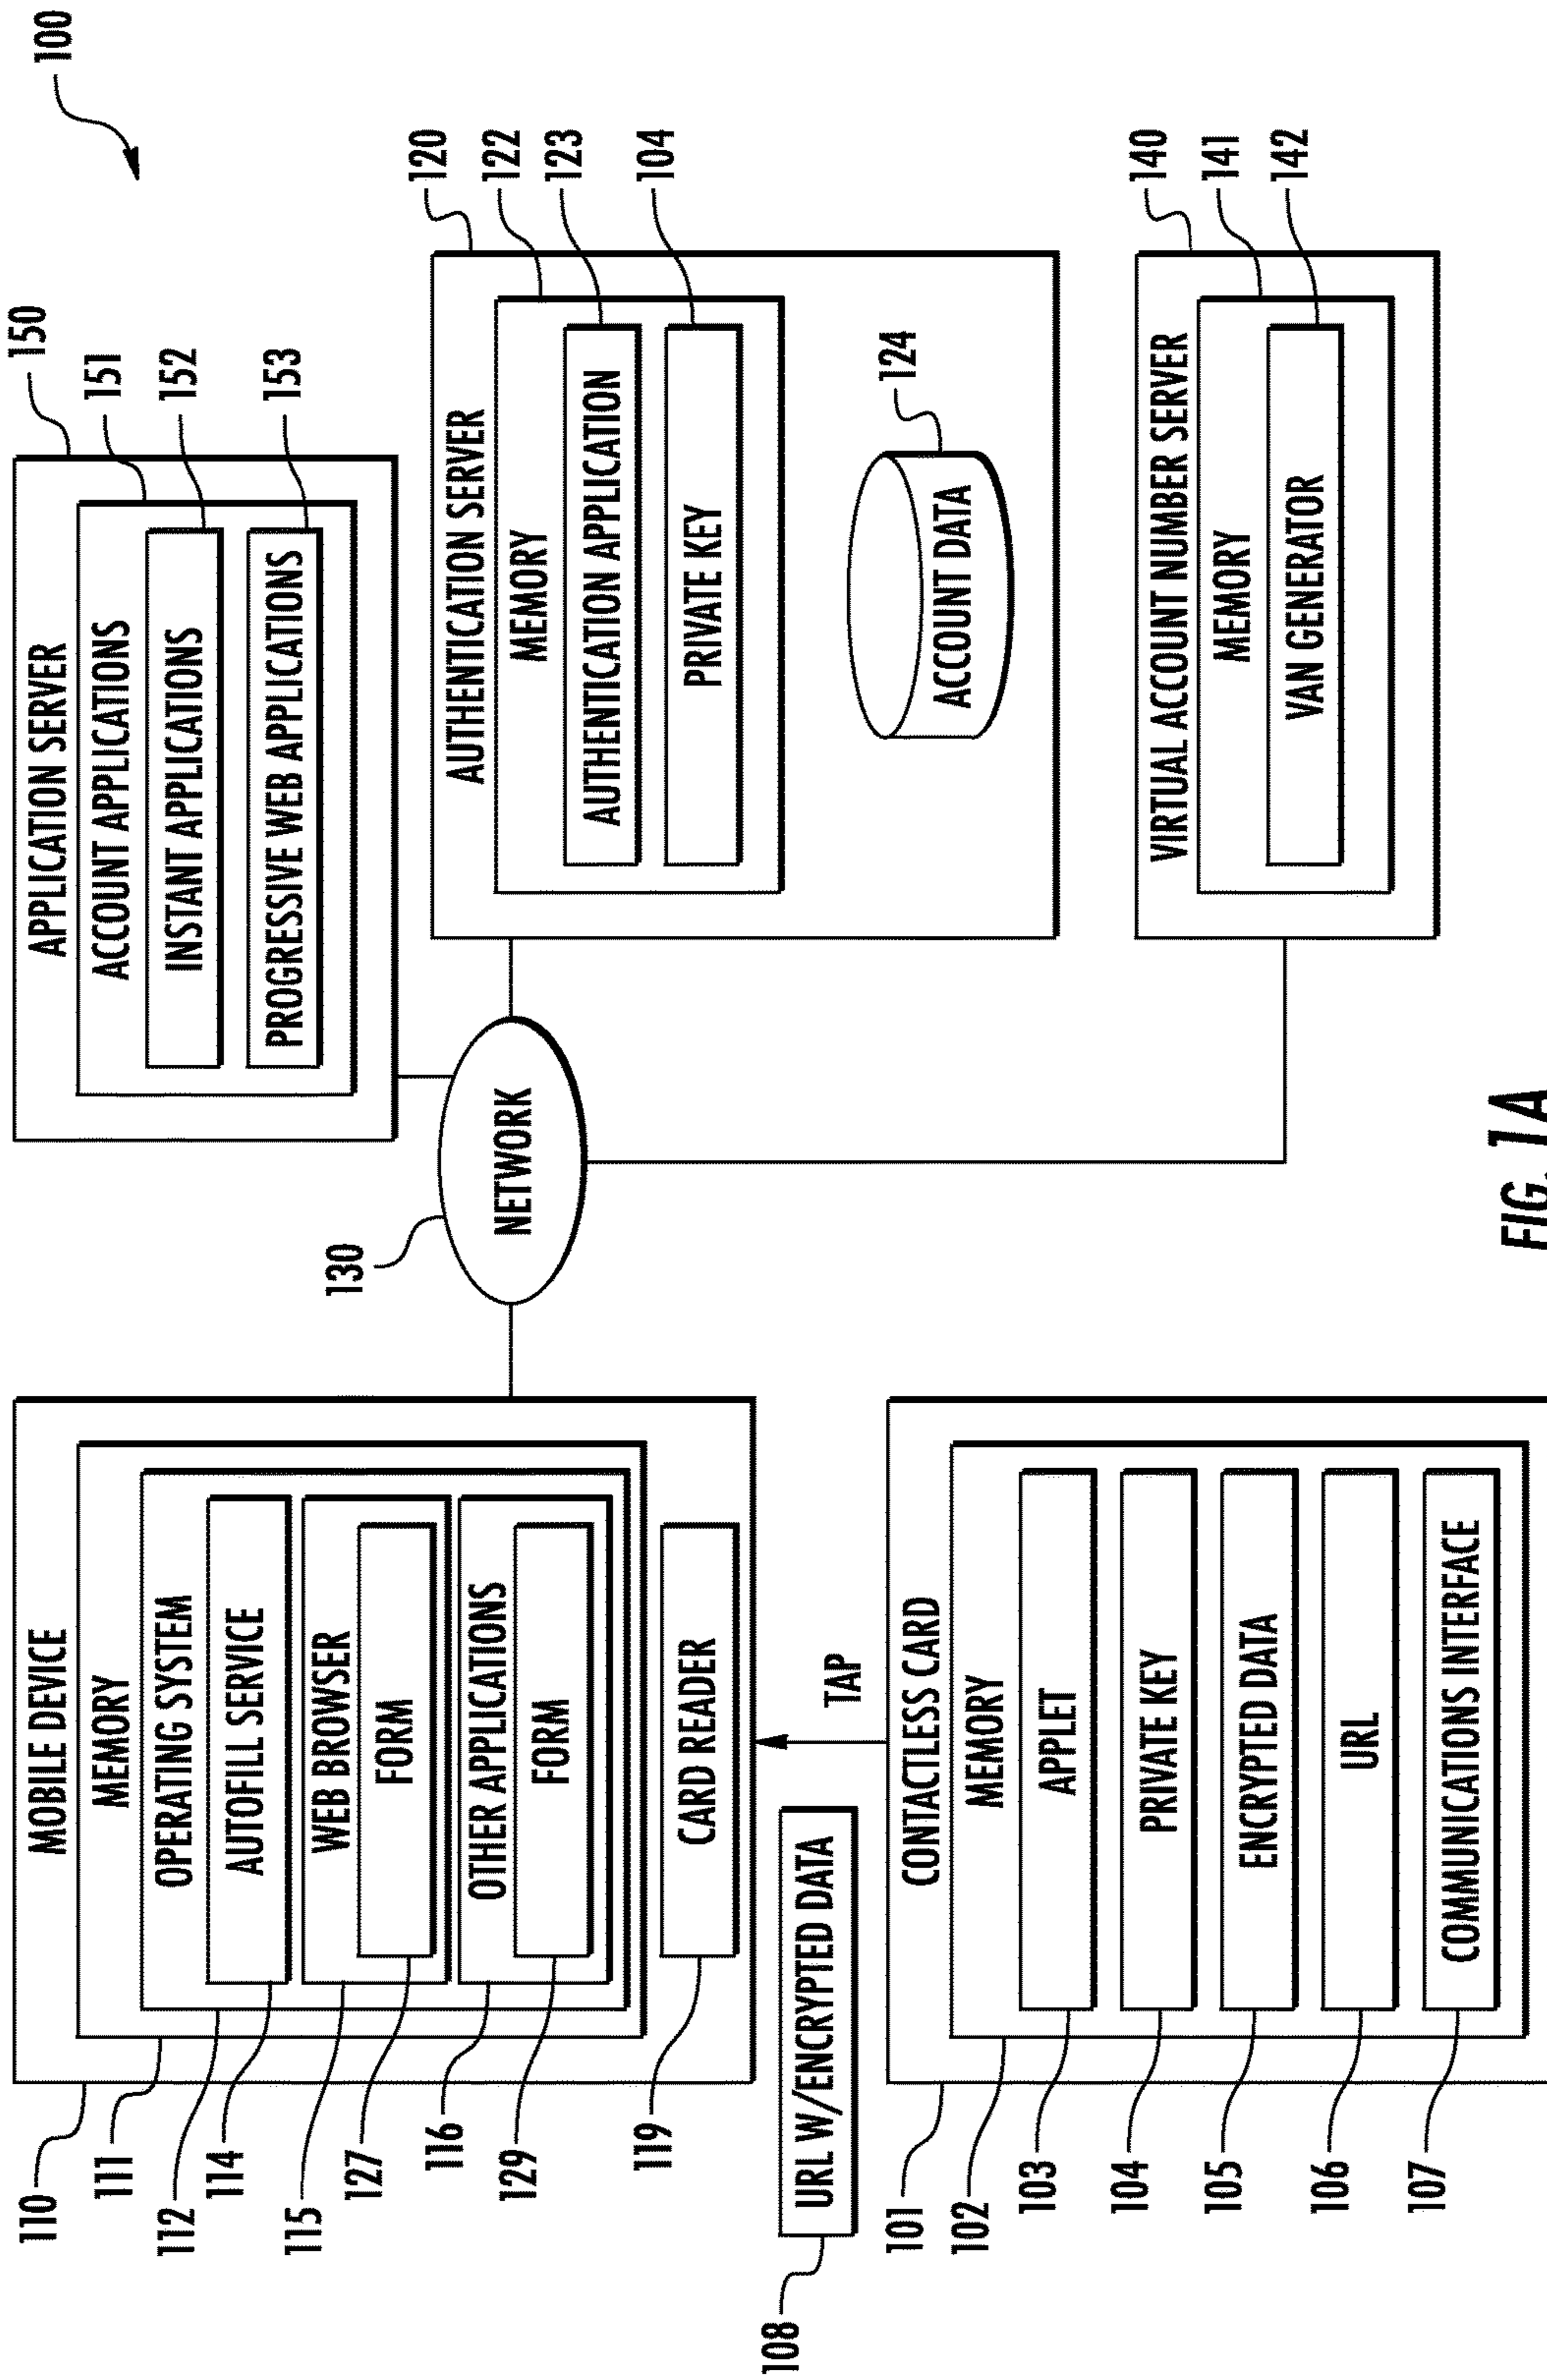 100
MOBILE DEVICE
MEMORY
OPERATING SYSTEM
AUTOFILL SERVICE
WEB BROWSER
FORM
OTHER APPLICATIONS
FORM
CARD READER
110
111
112
114
115
127
116
129
119
URL W/ENCRYPTED DATA
108
TAP
CONTACTLESS CARD
MEMORY
APPLET
PRIVATE KEY
ENCRYPTED DATA
URL
COMMUNICATIONS INTERFACE
101
102
103
104
105
106
107
130
NETWORK
APPLICATION SERVER
ACCOUNT APPLICATIONS
INSTANT APPLICATIONS
PROGRESSIVE WEB APPLICATIONS
150
151
152
153
AUTHENTICATION SERVER
MEMORY
AUTHENTICATION APPLICATION
PRIVATE KEY
ACCOUNT DATA
120
122
123
104
124
VIRTUAL ACCOUNT NUMBER SERVER
MEMORY
VAN GENERATOR
140
141
142
FIG. 1A